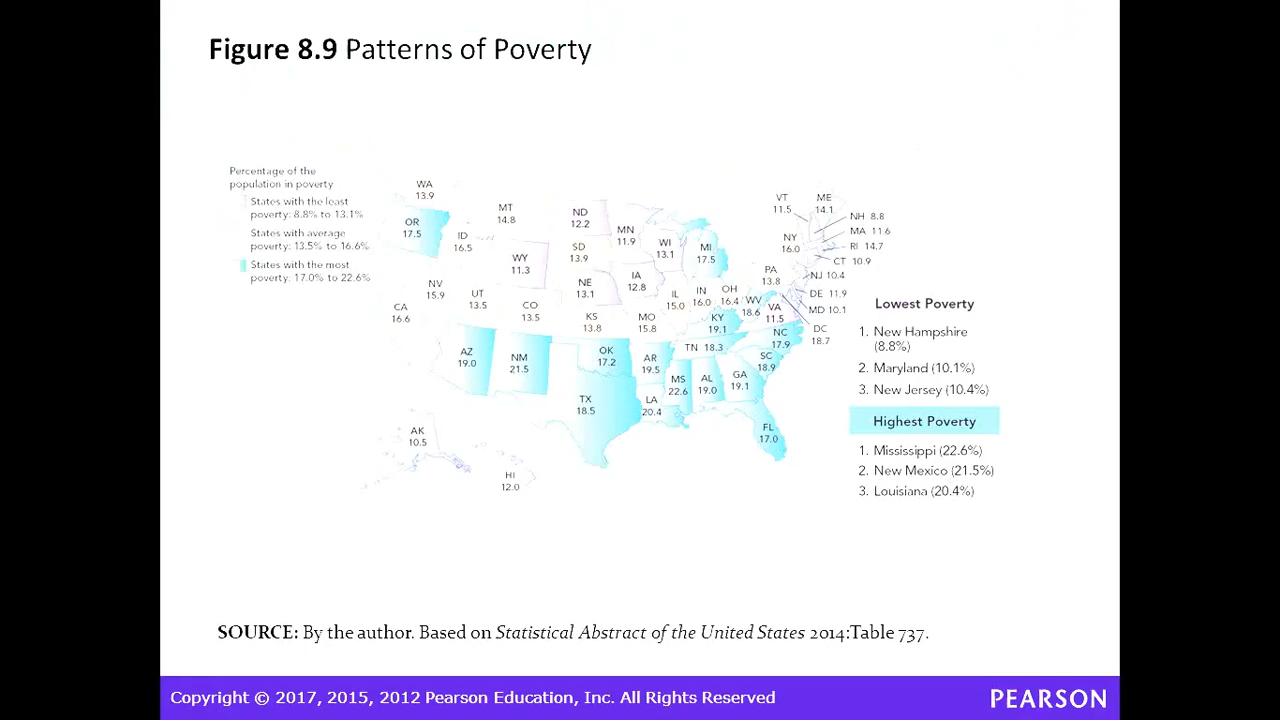 Figure 8.9 Patterns of Poverty
Percentage of the
population in poverty
States with the least
poverty: 8.8% to 13.1%
States with average
poverty: 13.5% to 16.6%
States with the most
poverty: 17.0% to 22.6%
WA
13.9
OR
17.5
ID
16.5
MT
14.8
WY
11.3
NV
15.9
CA
16.6
UT
13.5
CO
13.5
AZ
19.0
NM
21.5
ND
12.2
SD
13.9
NE
13.1
KS
13.8
OK
17.2
TX
18.5
MN
11.9
IA
12.8
MO
15.8
AR
19.5
LA
20.4
WI
13.1
IL
15.0
MI
17.5
IN
16.0
OH
16.4
KY
19.1
TN 18.3
MS
22.6
AL
19.0
GA
19.1
FL
17.0
SC
18.9
NC
17.9
WV
18.6
VA
11.5
PA
13.8
NY
16.0
VT
11.5
ME
14.1
NH 8.8
MA 11.6
RI 14.7
CT 10.9
NJ 10.4
DE 11.9
MD 10.1
DC
18.7
AK
10.5
HI
12.0
Lowest Poverty
1. New Hampshire
(8.8%)
2. Maryland (10.1%)
3. New Jersey (10.4%)
Highest Poverty
1. Mississippi (22.6%)
2. New Mexico (21.5%)
3. Louisiana (20.4%)
SOURCE: By the author. Based on Statistical Abstract of the United States 2014:Table 737.
Copyright © 2017, 2015, 2012 Pearson Education, Inc. All Rights Reserved
PEARSON